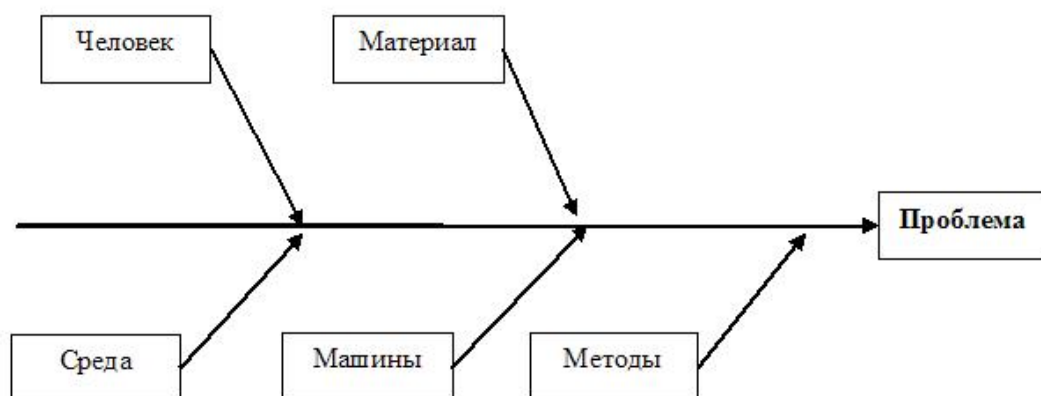 Человек
Материал
Проблема
Среда
Машины
Методы